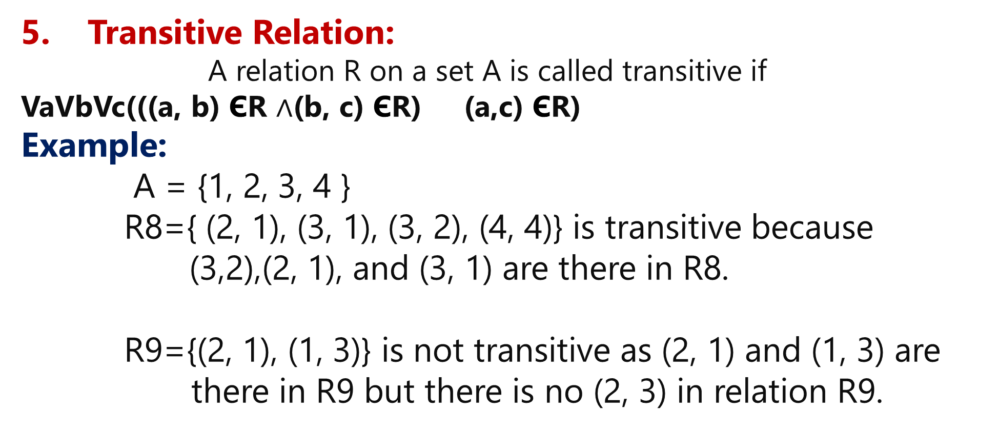 5. Transitive Relation:
A relation R on a set A is called transitive if
VaVbVc(((a, b) ЄR ∧(b, c) ЄR) (a,c) ЄR)
Example:
A = {1, 2, 3, 4 }
R8={ (2, 1), (3, 1), (3, 2), (4, 4)} is transitive because
(3,2),(2, 1), and (3, 1) are there in R8.
R9={(2, 1), (1, 3)} is not transitive as (2, 1) and (1, 3) are
there in R9 but there is no (2, 3) in relation R9.